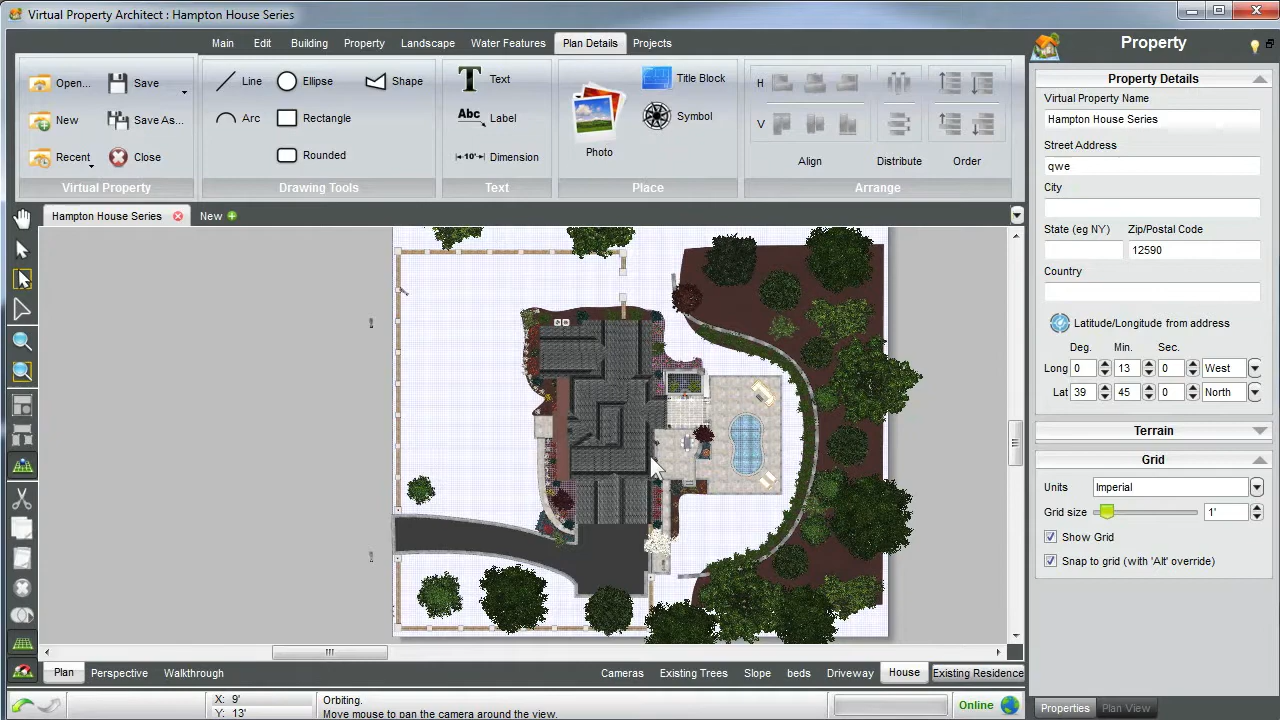 Virtual Property Architect : Hampton House Series
Main Edit Building Property Landscape Water Features Plan Details Projects
Open... Save
New Save As...
Recent Close
Virtual Property
Line Ellipse Shape
Arc Rectangle
Rounded
Drawing Tools
Text
Abc Label
10' Dimension
Text
Photo
Title Block
Symbol
Place
H
V
Align Distribute Order
Arrange
Hampton House Series New
Property
Property Details
Virtual Property Name
Hampton House Series
Street Address
qwe
City
State (eg NY) Zip/Postal Code
12590
Country
Latitude/Longitude from address
Deg. Min. Sec.
Long 0 13 0 West
Lat 39 45 0 North
Terrain
Grid
Units Imperial
Grid size 1'
Show Grid
Snap to grid (with 'Alt' override)
Plan Perspective Walkthrough Cameras Existing Trees Slope beds Driveway House Existing Residence
X: 9'
Y: 13'
Orbiting.
Move mouse to pan the camera around the view.
Online
Properties Plan View